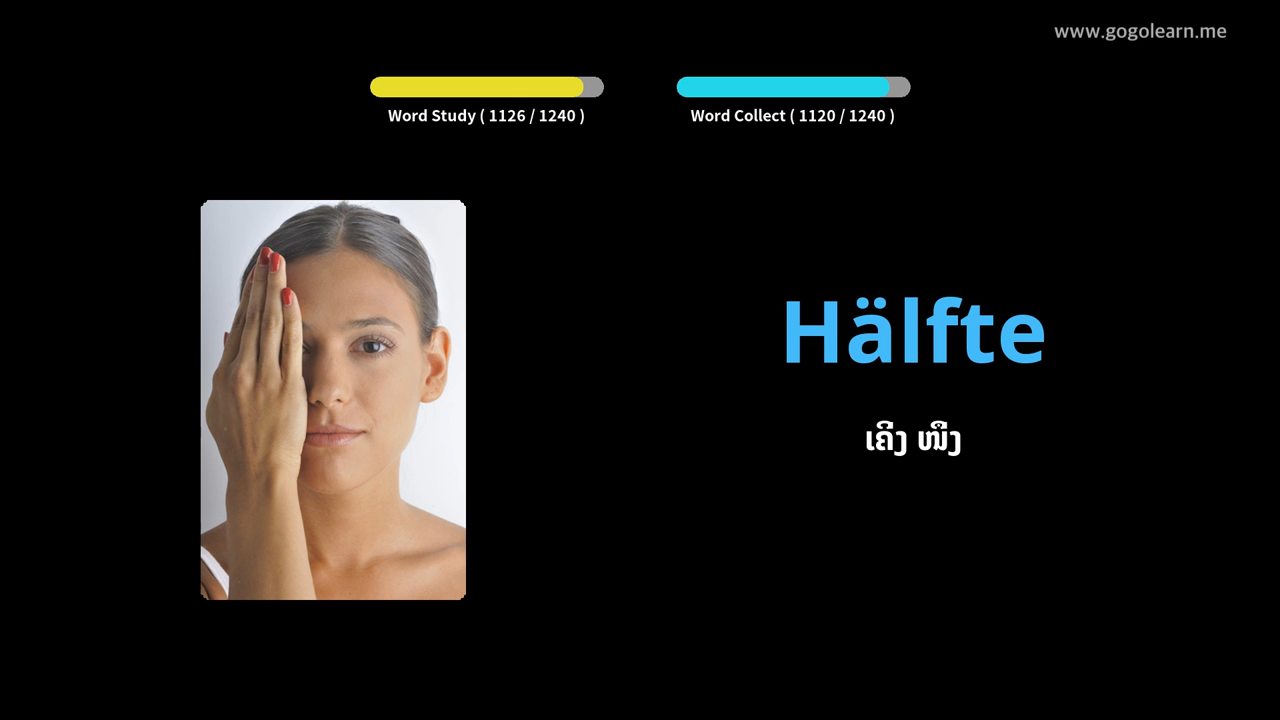 www.gogolearn.me
Word Study ( 1126 / 1240 )
Word Collect ( 1120 / 1240 )
Hälfte
ເຄິ່ງ ໜຶ່ງ